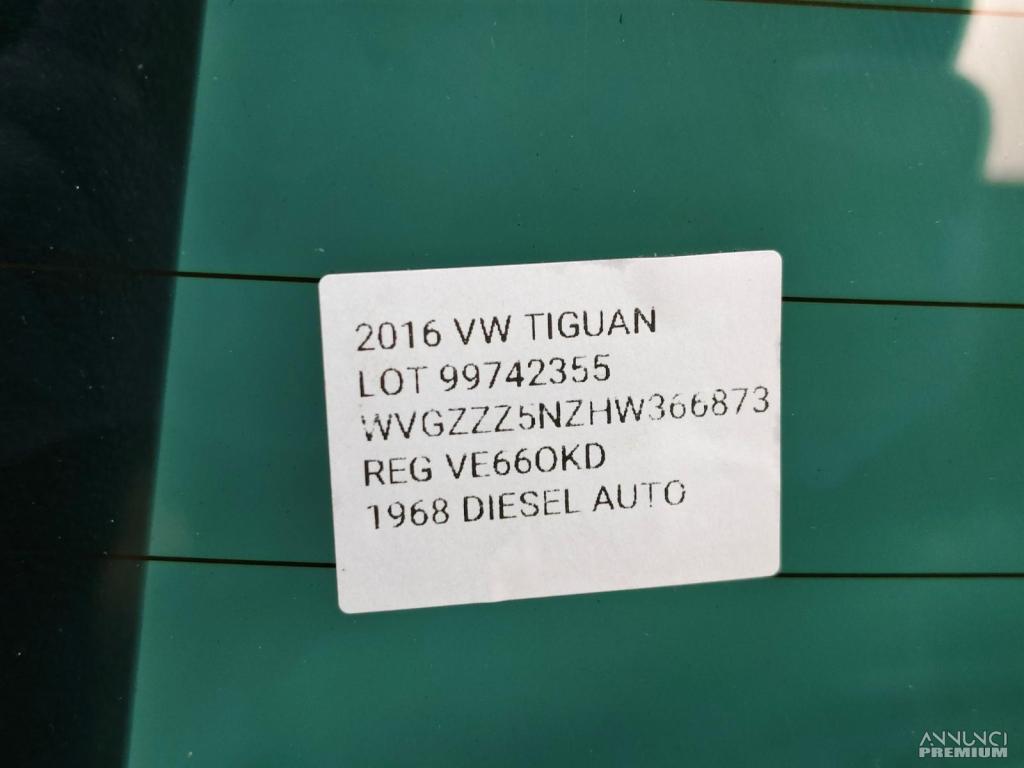 2016 VW TIGUAN
LOT 99742355
WVGZZZ5NZHW366873
REG VE66OKD
1968 DIESEL AUTO
ANNUNCI
PREMIUM